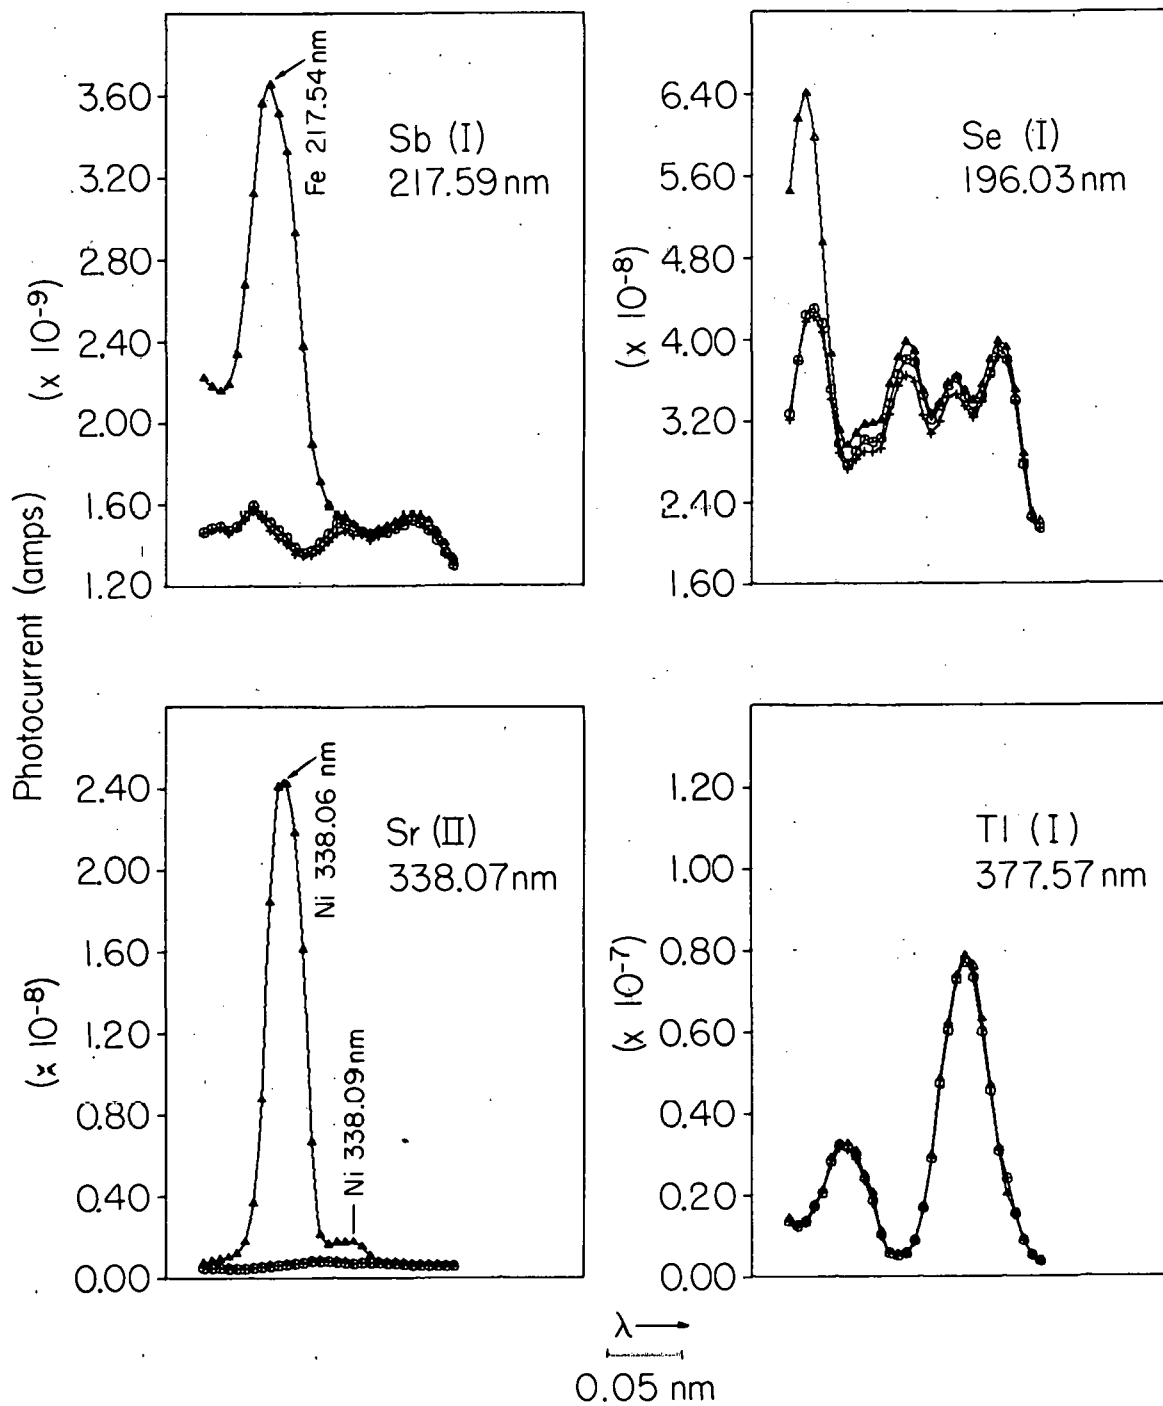 Photocurrent (amps)
(x 10-9)
3.60
3.20
2.80
2.40
2.00
1.60
1.20
Fe 217.54 nm
Sb (I)
217.59 nm
(x 10-8)
6.40
5.60
4.80
4.00
3.20
2.40
1.60
Se (I)
196.03 nm
(x 10-8)
2.40
2.00
1.60
1.20
0.80
0.40
0.00
Ni 338.06 nm
Ni 338.09 nm
Sr (II)
338.07 nm
(x 10-7)
1.20
1.00
0.80
0.60
0.40
0.20
0.00
Tl (I)
377.57 nm
λ
0.05 nm